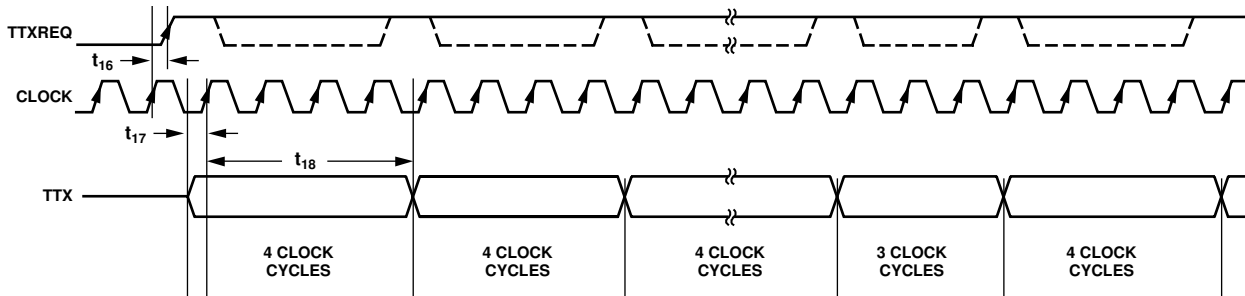 TTXREQ
t16
CLOCK
t17
t18
TTX
4 CLOCK
CYCLES
4 CLOCK
CYCLES
4 CLOCK
CYCLES
3 CLOCK
CYCLES
4 CLOCK
CYCLES